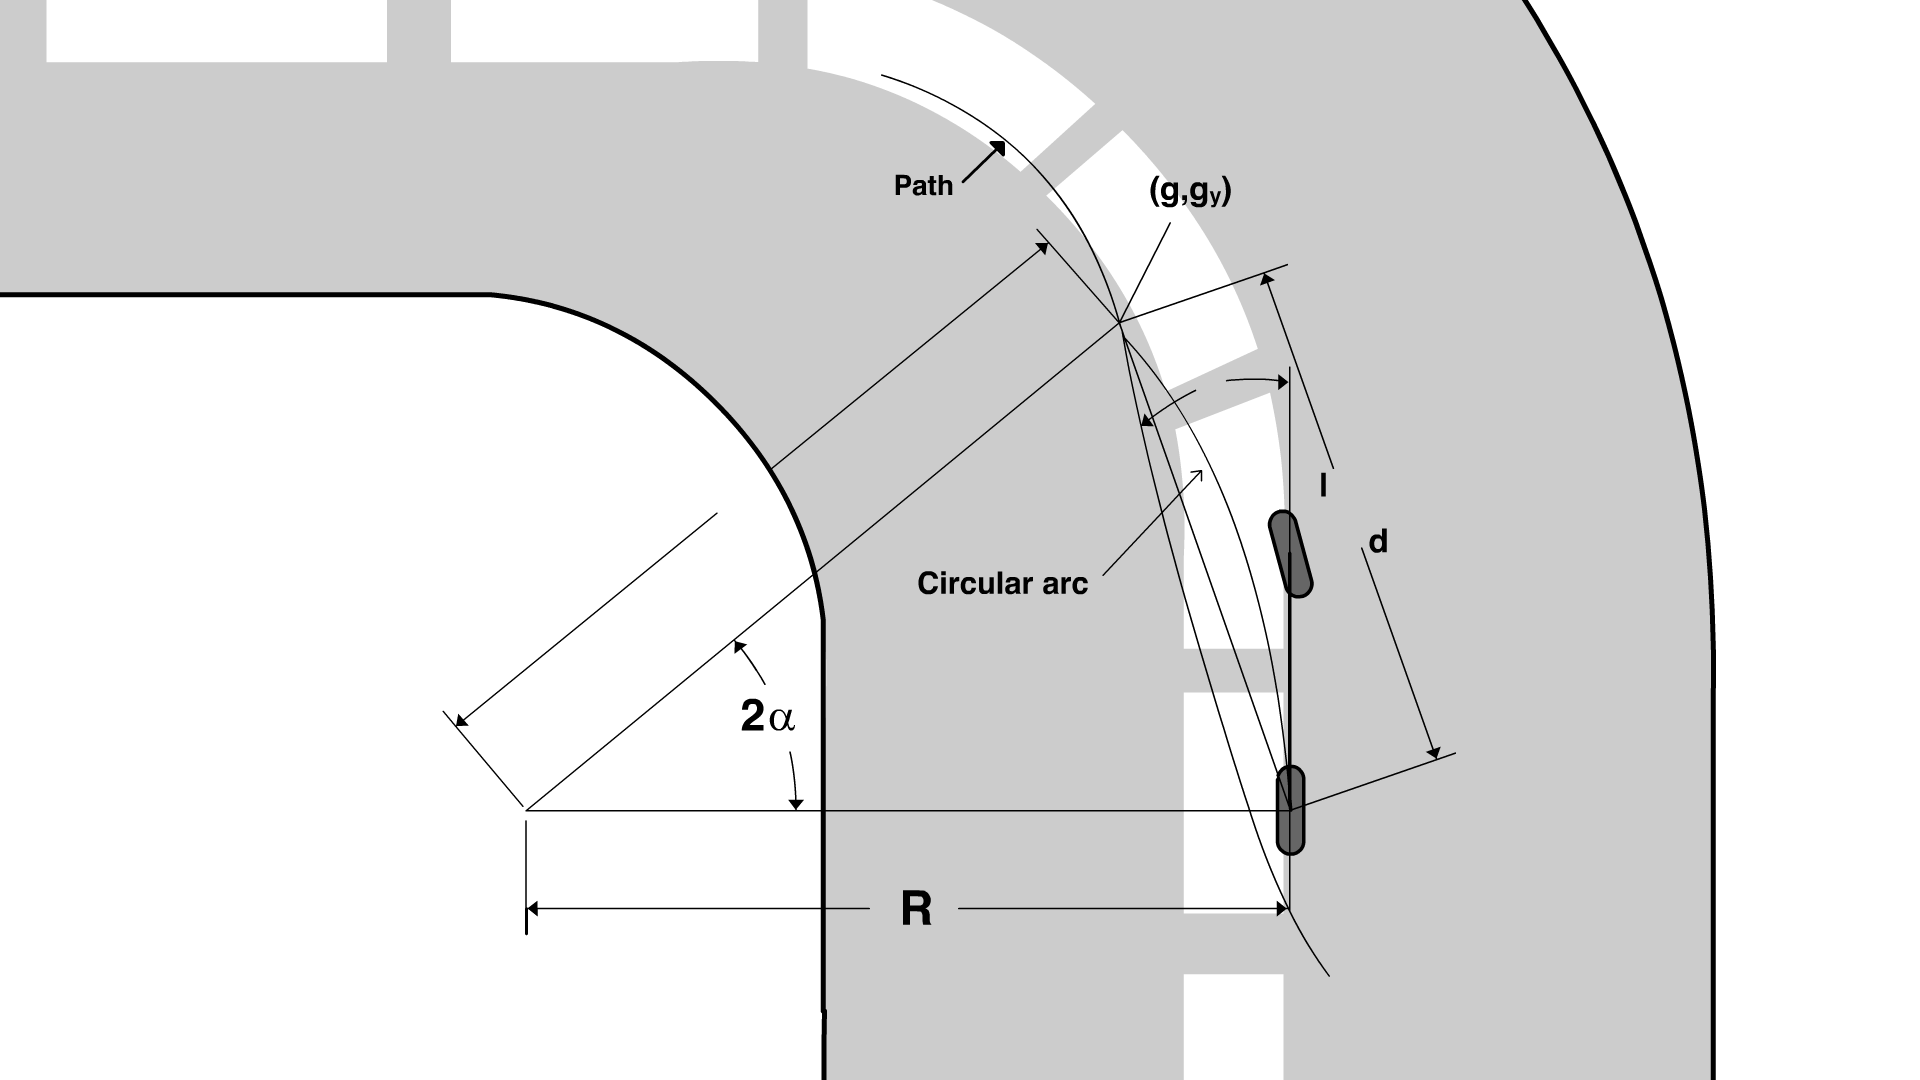 Path
(g,gy)
l
d
Circular arc
2α
R